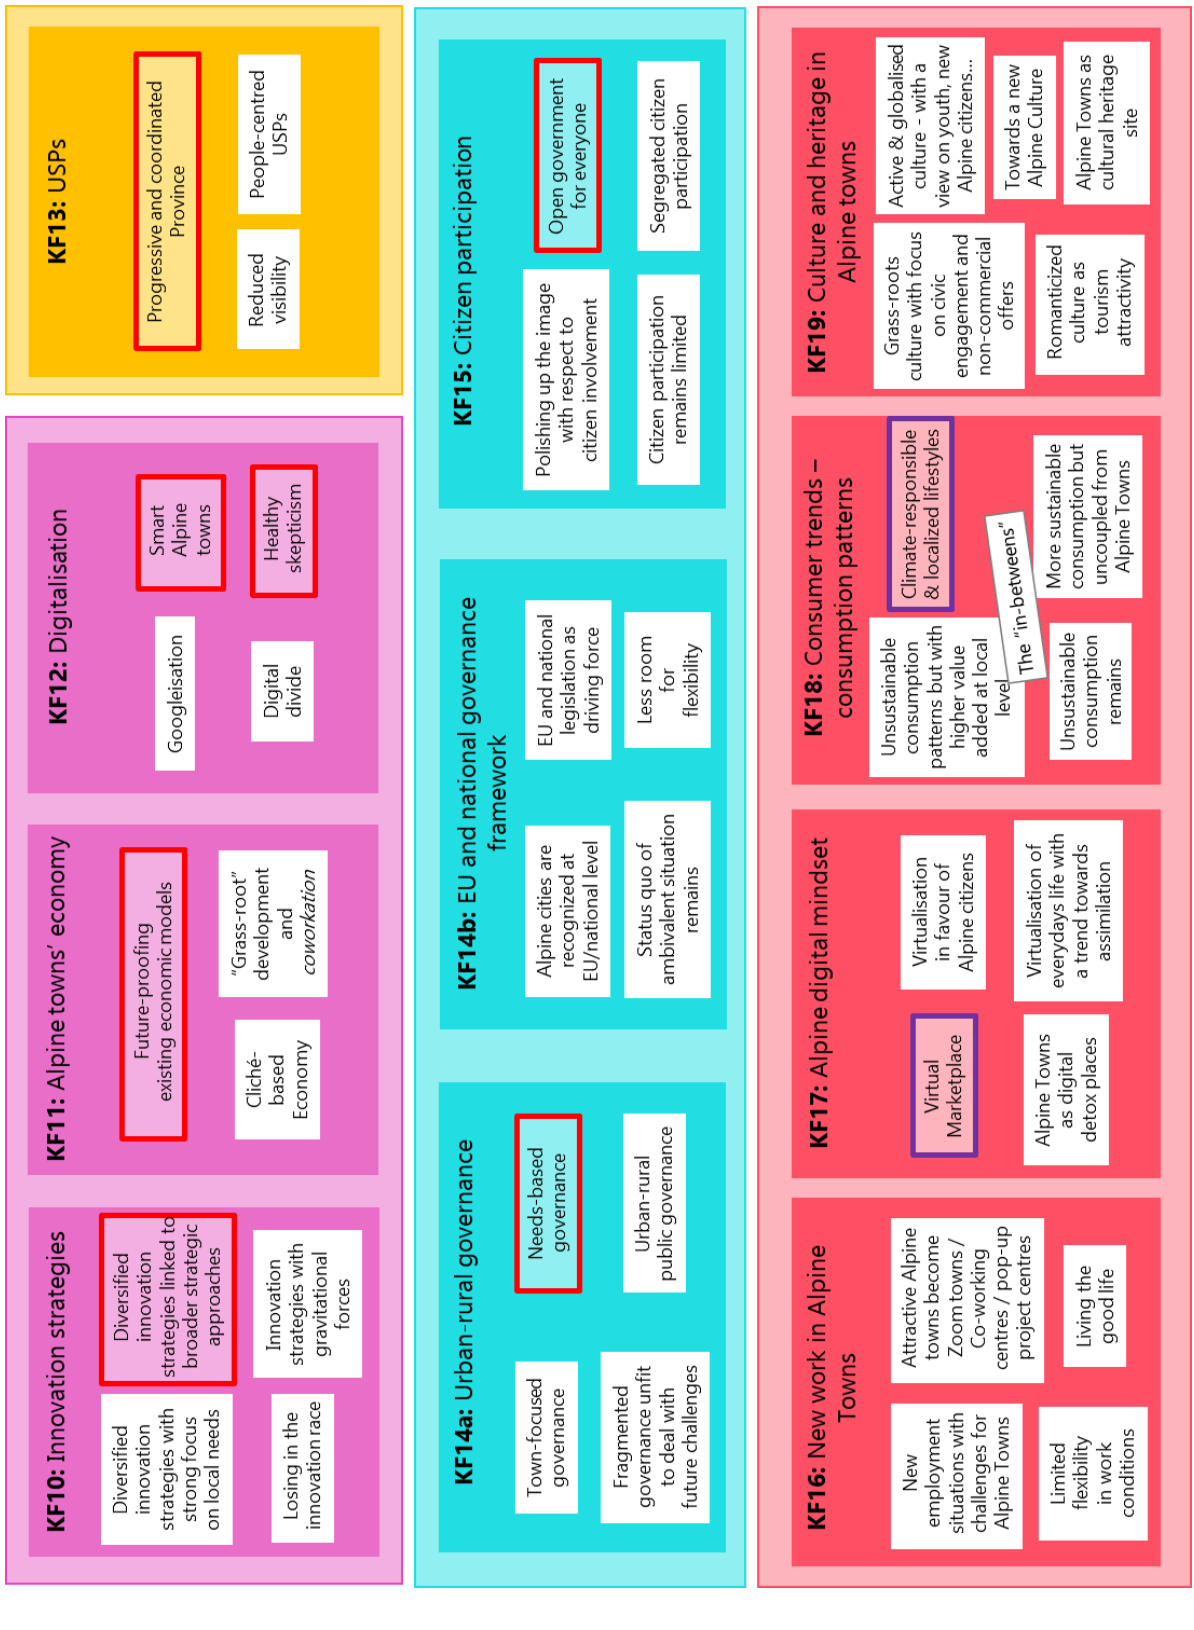 KF10: Innovation strategies
Diversified
innovation
strategies with
strong focus
on local needs
Diversified
innovation
strategies linked to
broader strategic
approaches
Losing in the
innovation race
Innovation
strategies with
gravitational
forces
KF11: Alpine towns’ economy
Future-proofing
existing economic models
Cliché-
based
Economy
“Grass-root”
development
and
coworkation
KF12: Digitalisation
Googleisation
Smart
Alpine
towns
Digital
divide
Healthy
skepticism
KF13: USPs
Progressive and coordinated
Province
Reduced
visibility
People-centred
USPs
KF14a: Urban-rural governance
Town-focused
governance
Needs-based
governance
Fragmented
governance unfit
to deal with
future challenges
Urban-rural
public governance
KF14b: EU and national governance
framework
Alpine cities are
recognized at
EU/national level
EU and national
legislation as
driving force
Status quo of
ambivalent situation
remains
Less room
for
flexibility
KF15: Citizen participation
Polishing up the image
with respect to
citizen involvement
Open government
for everyone
Citizen participation
remains limited
Segregated citizen
participation
KF16: New work in Alpine
Towns
New
employment
situations with
challenges for
Alpine Towns
Attractive Alpine
towns become
Zoom towns /
Co-working
centres / pop-up
project centres
Limited
flexibility
in work
conditions
Living the
good life
KF17: Alpine digital mindset
Virtual
Marketplace
Virtualisation
in favour of
Alpine citizens
Alpine Towns
as digital
detox places
Virtualisation of
everydays life with
a trend towards
assimilation
KF18: Consumer trends –
consumption patterns
Unsustainable
consumption
patterns but with
higher value
added at local
level
Climate-responsible
& localized lifestyles
The “in-betweens”
Unsustainable
consumption
remains
More sustainable
consumption but
uncoupled from
Alpine Towns
KF19: Culture and heritage in
Alpine towns
Grass-roots
culture with focus
on civic
engagement and
non-commercial
offers
Active & globalised
culture - with a
view on youth, new
Alpine citizens...
Towards a new
Alpine Culture
Romanticized
culture as
tourism
attractivity
Alpine Towns as
cultural heritage
site